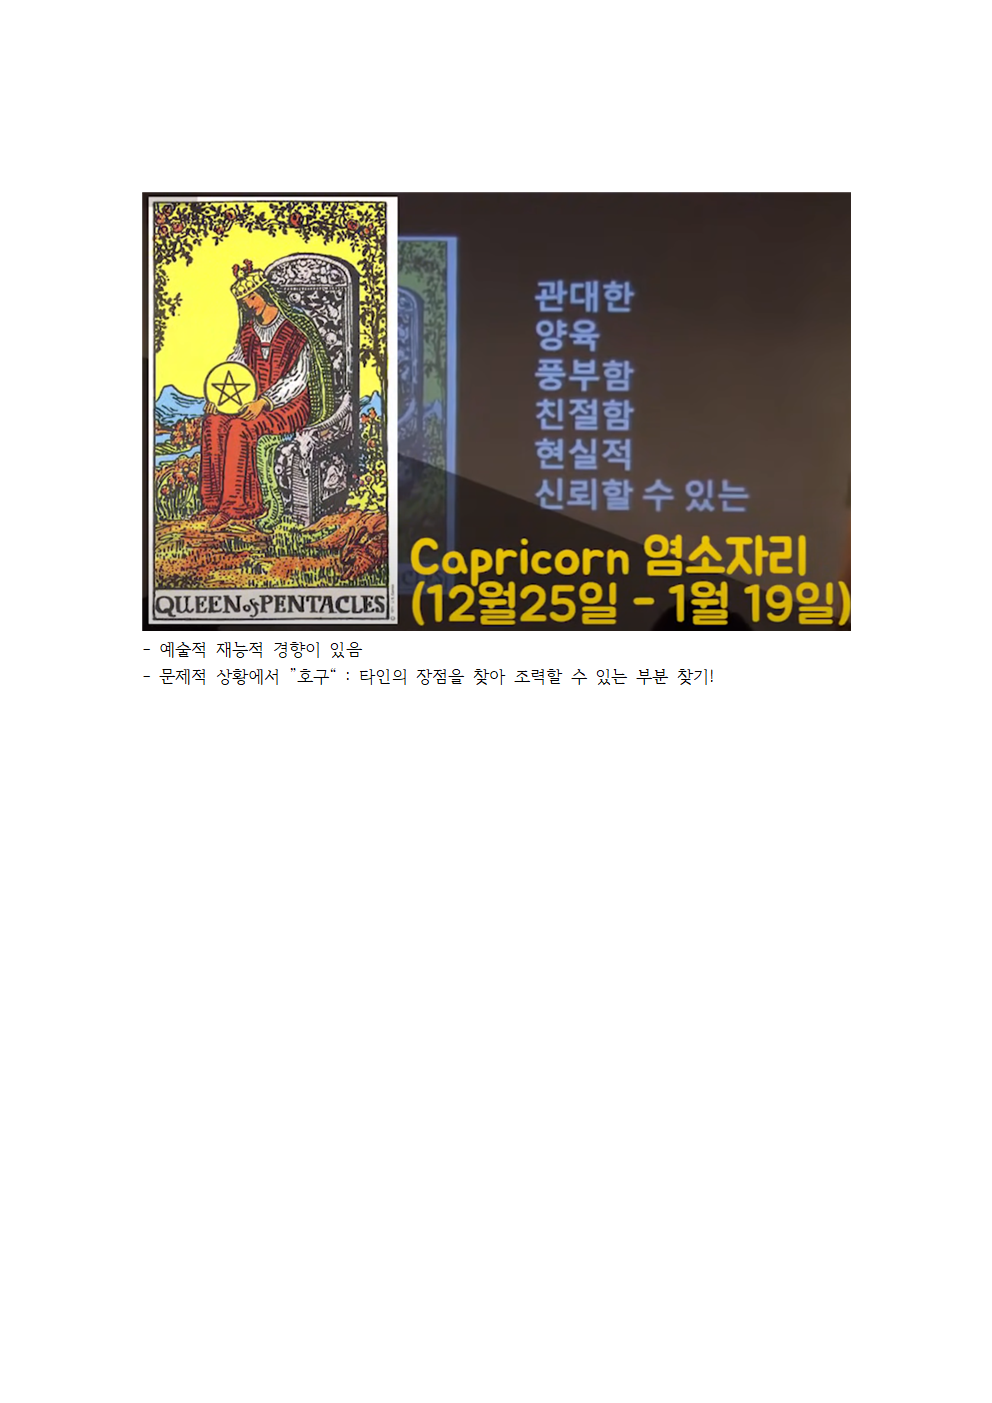 QUEEN of PENTACLES
관대한
양육
풍부함
친절함
현실적
신뢰할 수 있는
Capricorn 염소자리
(12월25일 - 1월 19일)
- 예술적 재능적 경향이 있음
- 문제적 상황에서 "호구“ : 타인의 장점을 찾아 조력할 수 있는 부분 찾기!